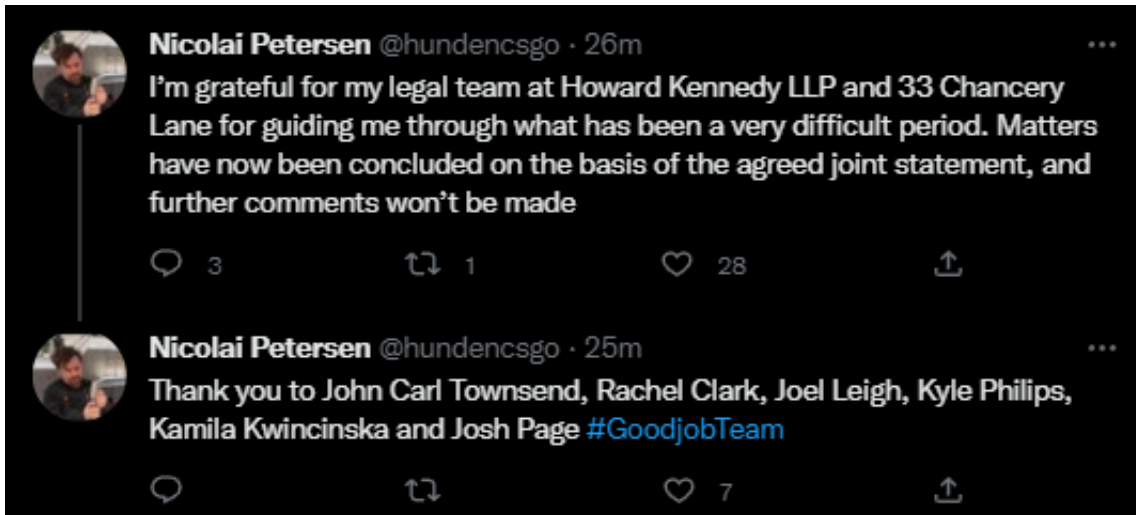 Nicolai Petersen @hundencsgo · 26m
I'm grateful for my legal team at Howard Kennedy LLP and 33 Chancery
Lane for guiding me through what has been a very difficult period. Matters
have now been concluded on the basis of the agreed joint statement, and
further comments won't be made
3 1 28
Nicolai Petersen @hundencsgo · 25m
Thank you to John Carl Townsend, Rachel Clark, Joel Leigh, Kyle Philips,
Kamila Kwincinska and Josh Page #GoodjobTeam
7